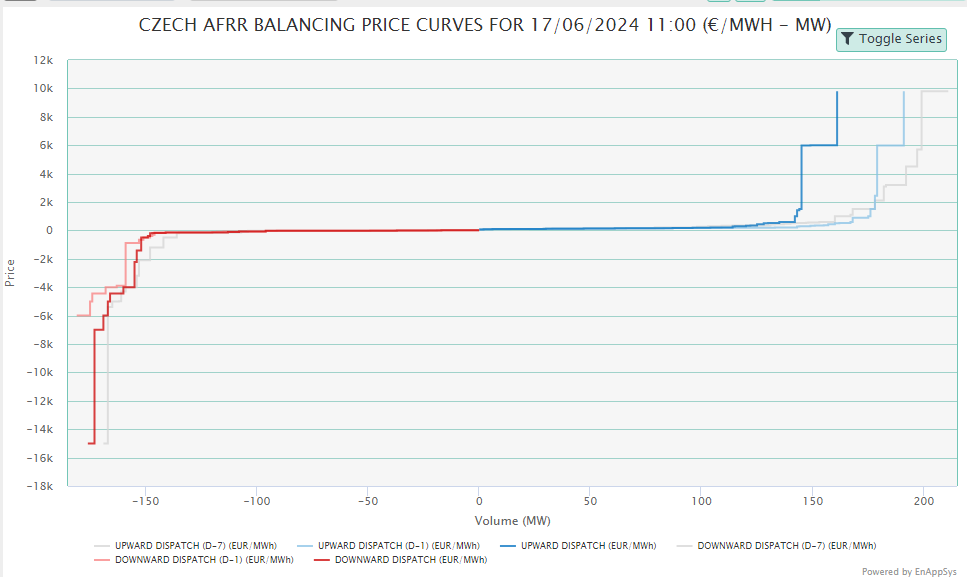 CZECH AFRR BALANCING PRICE CURVES FOR 17/06/2024 11:00 (€/MWH - MW)
Toggle Series
12k
10k
8k
6k
4k
2k
0
-2k
-4k
-6k
-8k
-10k
-12k
-14k
-16k
-18k
Price
-150 -100 -50 0 50 100 150 200
Volume (MW)
UPWARD DISPATCH (D-7) (EUR/MWh) UPWARD DISPATCH (D-1) (EUR/MWh) UPWARD DISPATCH (EUR/MWh) DOWNWARD DISPATCH (D-7) (EUR/MWh)
DOWNWARD DISPATCH (D-1) (EUR/MWh) DOWNWARD DISPATCH (EUR/MWh)
Powered by EnAppSys